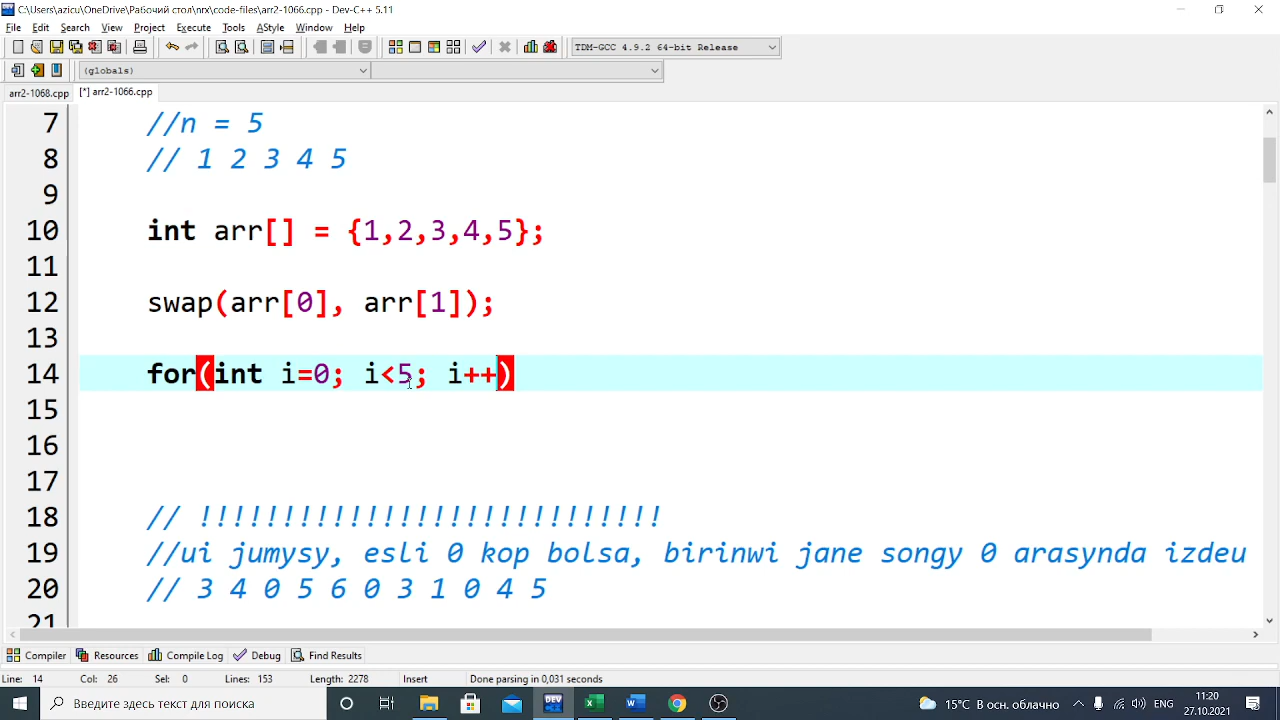 C:\Users\azicu\OneDrive\Рабочий стол\nrx\code-files\arr2-1066.cpp - Dev-C++ 5.11
File Edit Search View Project Execute Tools AStyle Window Help
TDM-GCC 4.9.2 64-bit Release
(globals)
arr2-1068.cpp [*] arr2-1066.cpp
7 //n = 5
8 // 1 2 3 4 5
9
10 int arr[] = {1,2,3,4,5};
11
12 swap(arr[0], arr[1]);
13
14 for(int i=0; i<5; i++)
15
16
17
18 // !!!!!!!!!!!!!!!!!!!!!!!!!!!!
19 //ui jumysy, esli 0 kop bolsa, birinwi jane songy 0 arasynda izdeu
20 // 3 4 0 5 6 0 3 1 0 4 5
21
Compiler Resources Compile Log Debug Find Results
Line: 14 Col: 26 Sel: 0 Lines: 153 Length: 2278 Insert Done parsing in 0,031 seconds
Введите здесь текст для поиска
DEV
15°C В осн. облачно ENG 11:20
27.10.2021